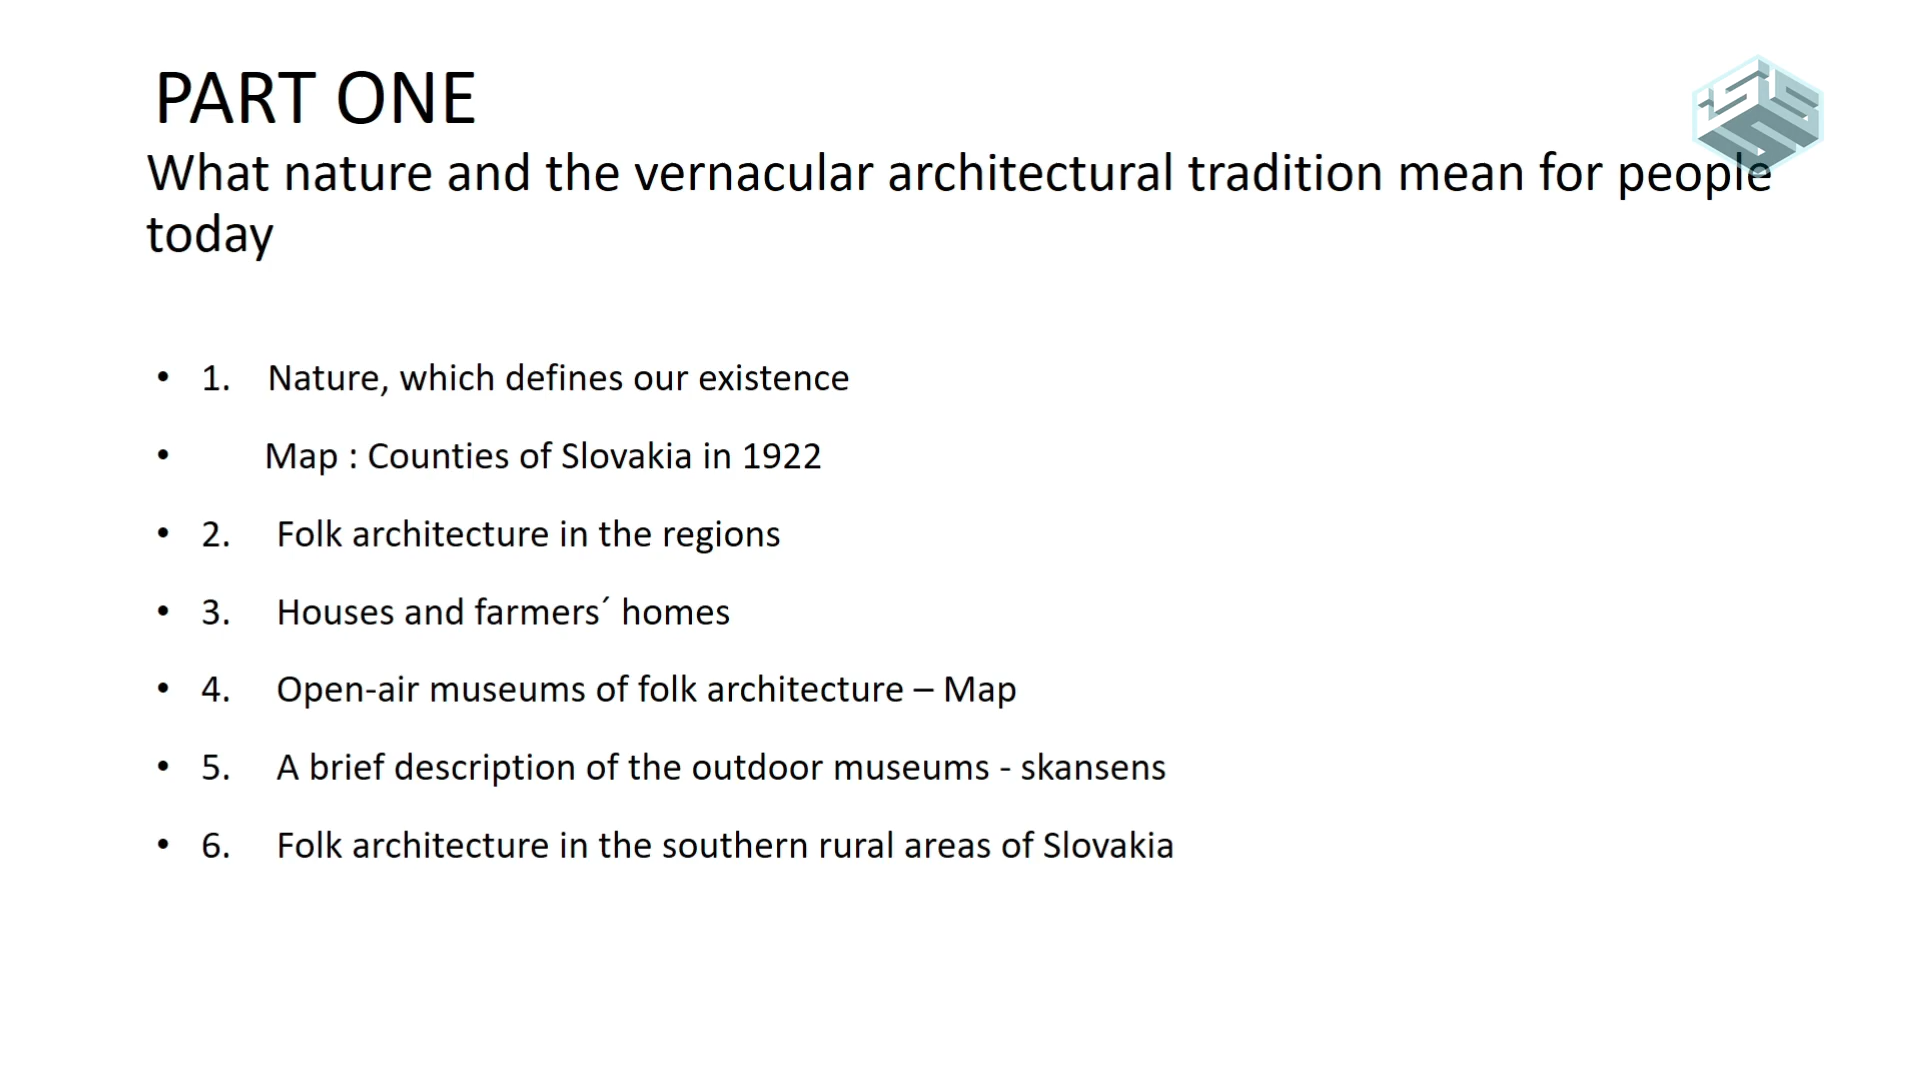 PART ONE
What nature and the vernacular architectural tradition mean for people
today
• 1. Nature, which defines our existence
• Map : Counties of Slovakia in 1922
• 2. Folk architecture in the regions
• 3. Houses and farmers´ homes
• 4. Open-air museums of folk architecture – Map
• 5. A brief description of the outdoor museums - skansens
• 6. Folk architecture in the southern rural areas of Slovakia